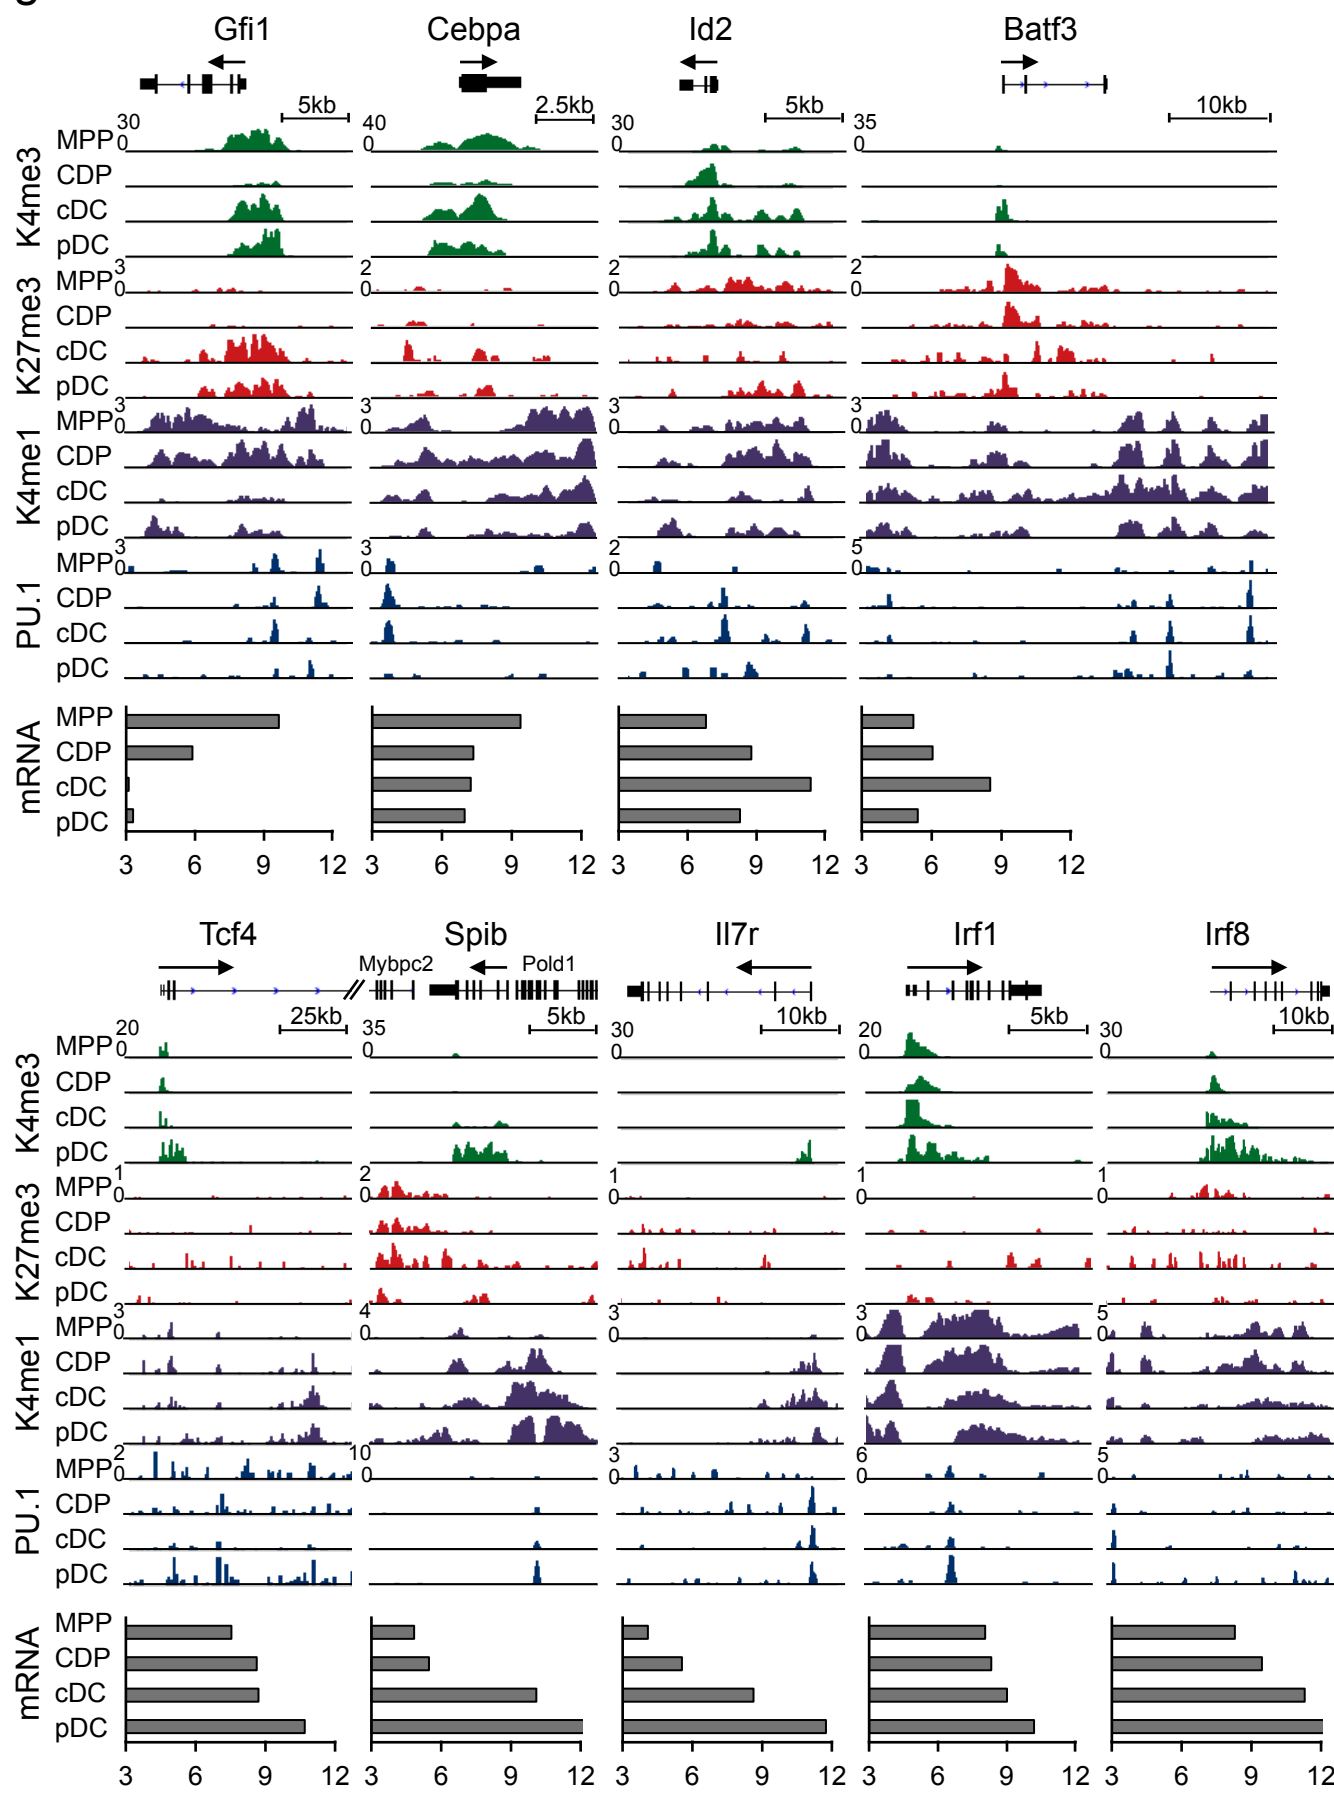 Gfi1 Cebpa Id2 Batf3
5kb 2.5kb 5kb 10kb
K4me3
MPP 30 0 40 0 30 0 35 0
CDP
cDC
pDC
K27me3
MPP 3 0 2 0 2 0 2 0
CDP
cDC
pDC
K4me1
MPP 3 0 3 0 3 0 3 0
CDP
cDC
pDC
PU.1
MPP 3 0 3 0 2 0 5 0
CDP
cDC
pDC
mRNA
MPP
CDP
cDC
pDC
3 6 9 12 3 6 9 12 3 6 9 12 3 6 9 12
Tcf4 Spib Il7r Irf1 Irf8
Mybpc2 Pold1
25kb 5kb 10kb 5kb 10kb
K4me3
MPP 20 0 35 0 30 0 20 0 30 0
CDP
cDC
pDC
K27me3
MPP 1 0 2 0 1 0 1 0 1 0
CDP
cDC
pDC
K4me1
MPP 3 0 4 0 3 0 3 0 5 0
CDP
cDC
pDC
PU.1
MPP 2 0 10 0 3 0 6 0 5 0
CDP
cDC
pDC
mRNA
MPP
CDP
cDC
pDC
3 6 9 12 3 6 9 12 3 6 9 12 3 6 9 12 3 6 9 12